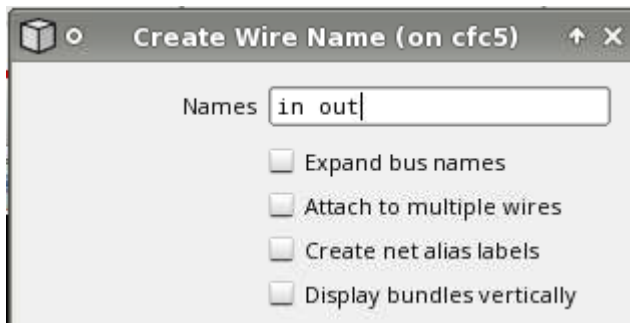 Create Wire Name (on cfc5)
Names in out
Expand bus names
Attach to multiple wires
Create net alias labels
Display bundles vertically